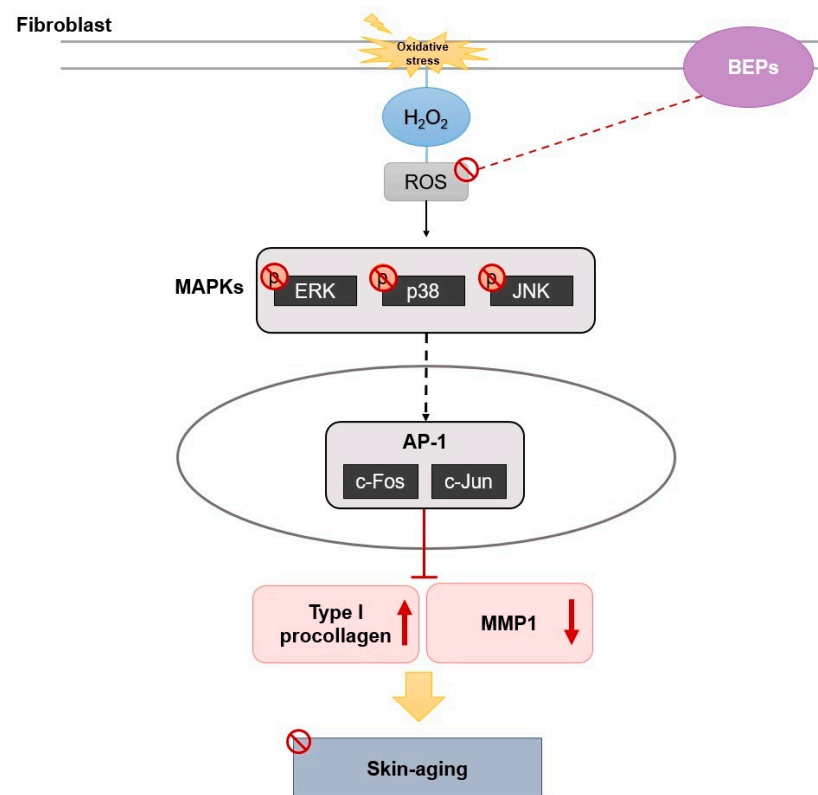 Fibroblast
Oxidative
stress
BEPs
H₂O₂
ROS
MAPKs
p ERK
p p38
p JNK
AP-1
c-Fos
c-Jun
Type I
procollagen
MMP1
Skin-aging